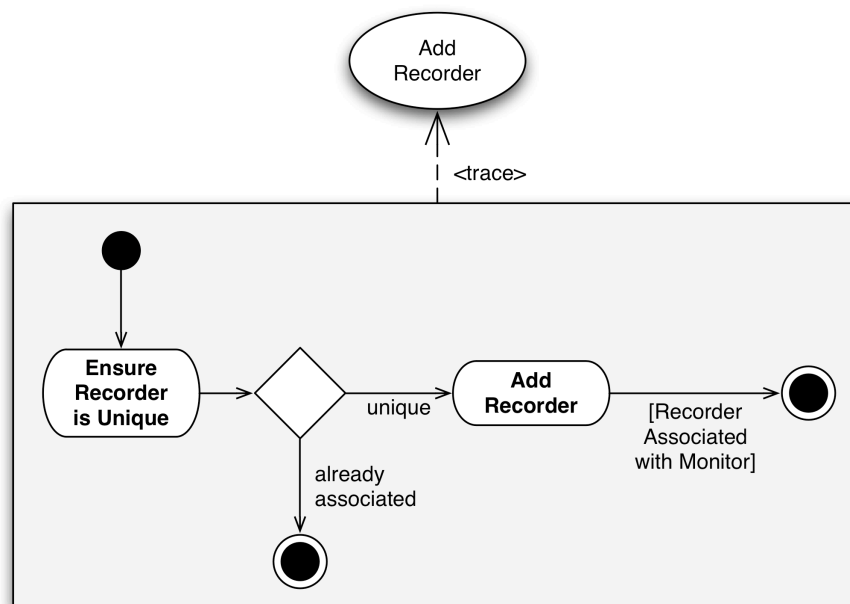 Add
Recorder
<trace>
Ensure
Recorder
is Unique
unique
Add
Recorder
[Recorder
Associated
with Monitor]
already
associated